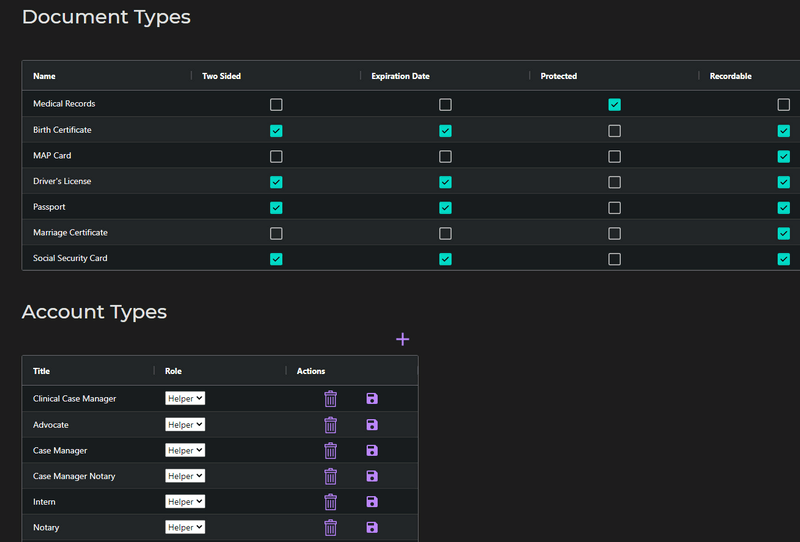 Document Types
Name Two Sided Expiration Date Protected Recordable
Medical Records
Birth Certificate
MAP Card
Driver's License
Passport
Marriage Certificate
Social Security Card
Account Types
Title Role Actions
Clinical Case Manager Helper
Advocate Helper
Case Manager Helper
Case Manager Notary Helper
Intern Helper
Notary Helper